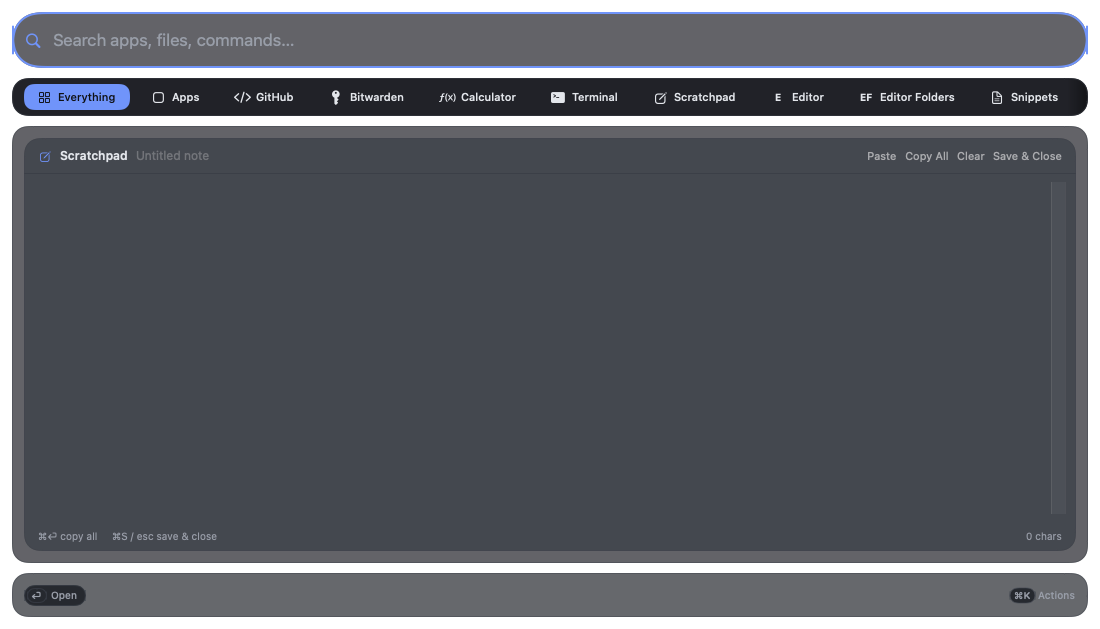 Search apps, files, commands...
Everything Apps </> GitHub Bitwarden ƒ(x) Calculator Terminal Scratchpad E Editor EF Editor Folders Snippets
Scratchpad Untitled note Paste Copy All Clear Save & Close
⌘⏎ copy all ⌘S / esc save & close 0 chars
⏎ Open ⌘K Actions